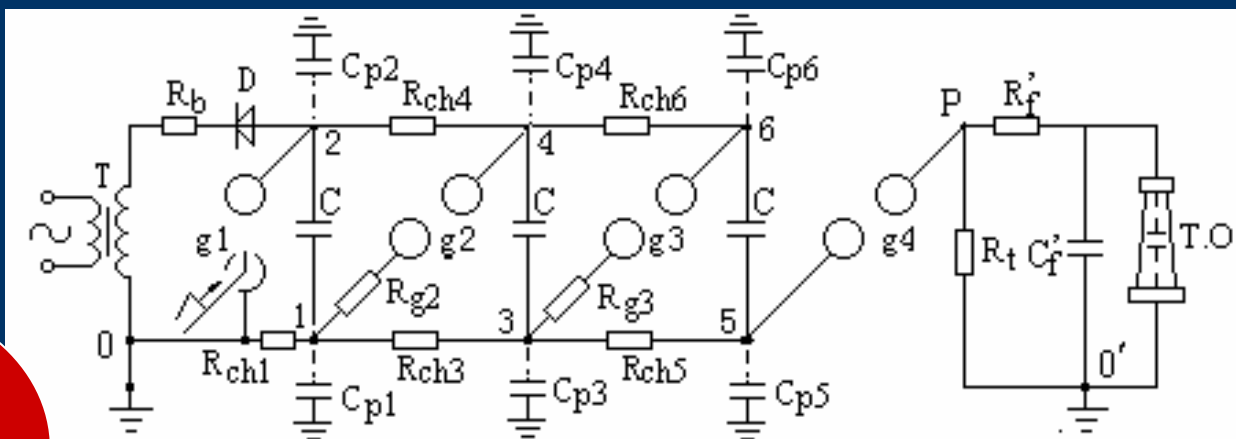 Cp2
Cp4
Cp6
Rb
D
Rch4
Rch6
P
R'f
2
4
6
T
C
C
C
g1
g2
g3
g4
Rt
C'f
T.O
Rg2
Rg3
0
1
3
5
0'
Rch1
Rch3
Rch5
Cp1
Cp3
Cp5